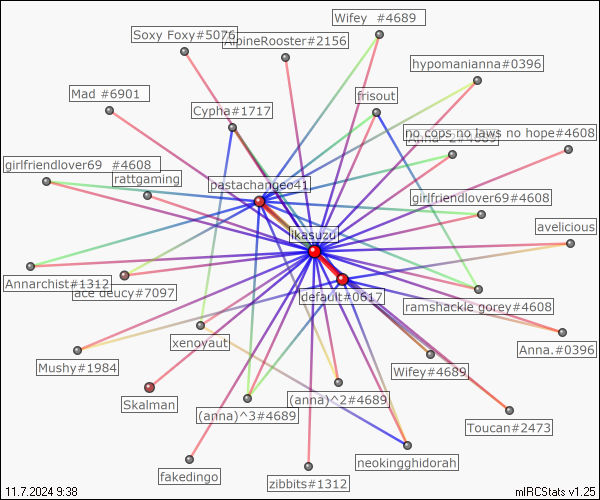 Wifey #4689
Soxy Foxy#5076
AlpineRooster#2156
hypomanianna#0396
Mad #6901
frisout
Cypha#1717
no cops no laws no hope#4608
girlfriendlover69 #4608
rattgaming
pastachangeo41
girlfriendlover69#4608
ikasuzu
avelicious
Annarchist#1312
ace deucy#7097
default#0617
ramshackle gorey#4608
xenoyaut
Anna.#0396
Mushy#1984
Wifey#4689
Skalman
(anna)^2#4689
(anna)^3#4689
Toucan#2473
neokingghidorah
fakedingo
zibbits#1312
11.7.2024 9:38
mIRCStats v1.25